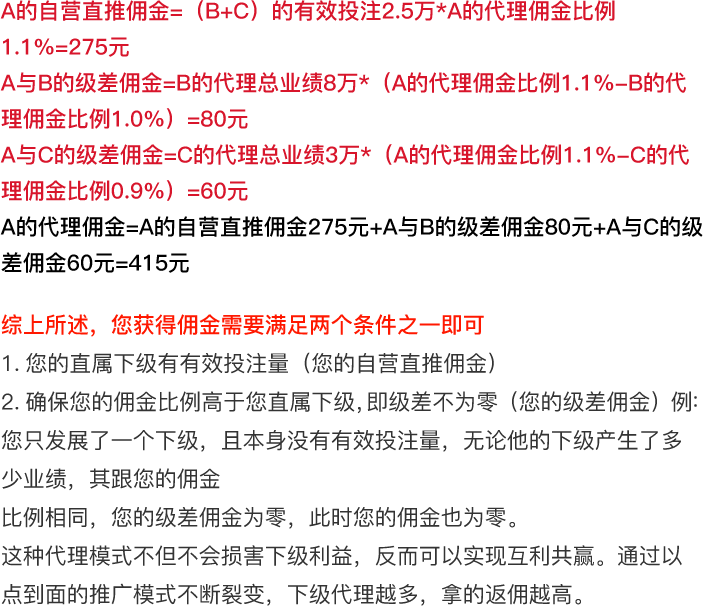 A的自营直推佣金=（B+C）的有效投注2.5万*A的代理佣金比例
1.1%=275元
A与B的级差佣金=B的代理总业绩8万*（A的代理佣金比例1.1%-B的代
理佣金比例1.0%）=80元
A与C的级差佣金=C的代理总业绩3万*（A的代理佣金比例1.1%-C的代
理佣金比例0.9%）=60元
A的代理佣金=A的自营直推佣金275元+A与B的级差佣金80元+A与C的级
差佣金60元=415元
综上所述，您获得佣金需要满足两个条件之一即可
1. 您的直属下级有有效投注量（您的自营直推佣金）
2. 确保您的佣金比例高于您直属下级，即级差不为零（您的级差佣金）例：
您只发展了一个下级，且本身没有有效投注量，无论他的下级产生了多
少业绩，其跟您的佣金
比例相同，您的级差佣金为零，此时您的佣金也为零。
这种代理模式不但不会损害下级利益，反而可以实现互利共赢。通过以
点到面的推广模式不断裂变，下级代理越多，拿的返佣越高。